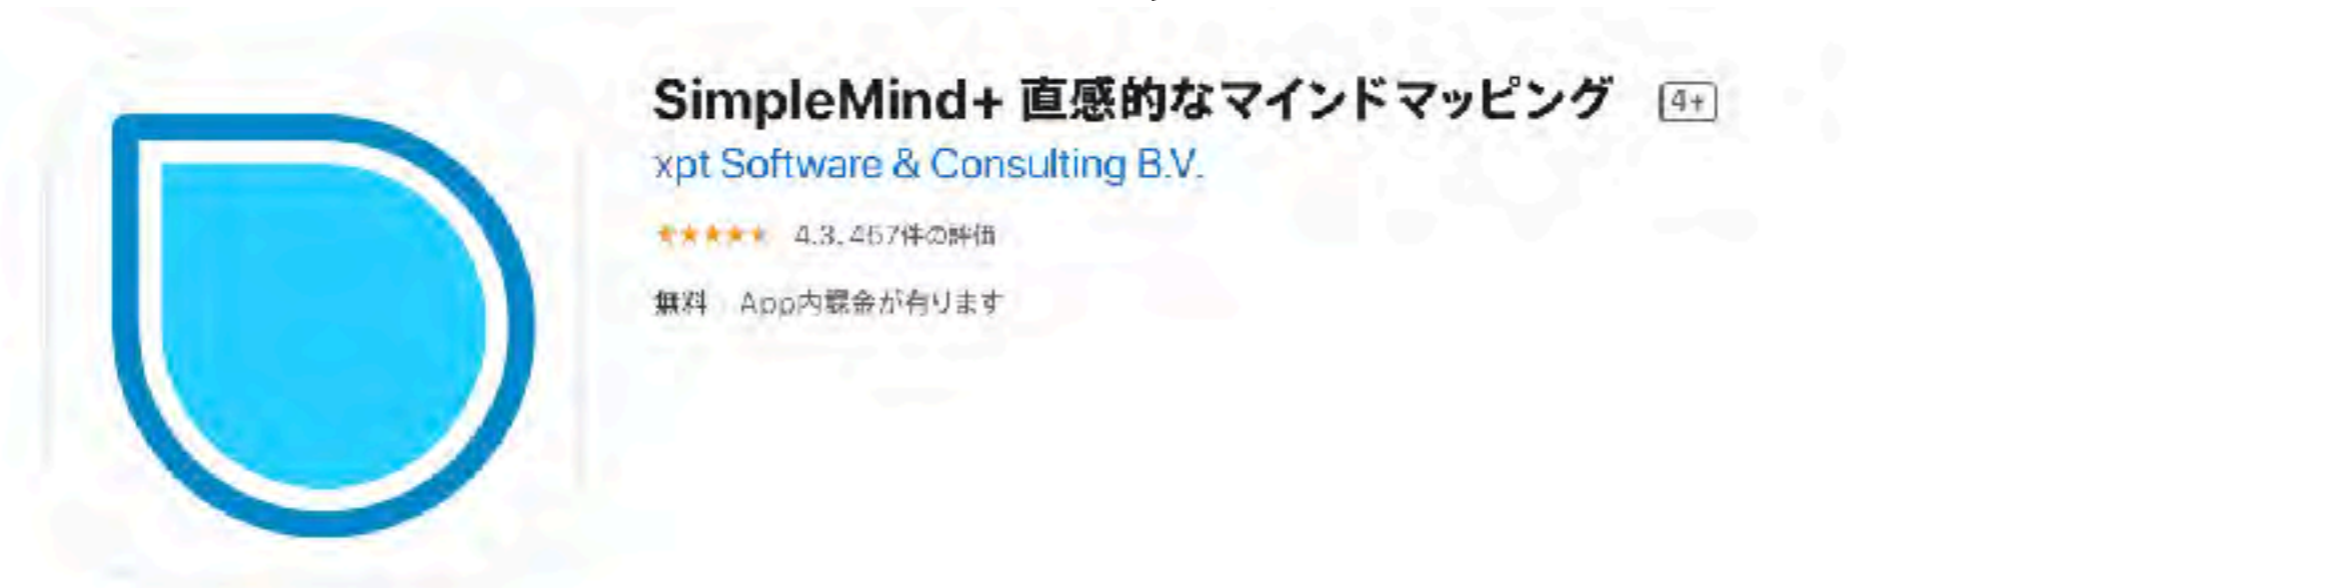 SimpleMind+ 直感的なマインドマッピング 4+
xpt Software & Consulting B.V.
★★★★★ 4.3、467件の評価
無料 App内課金が有ります